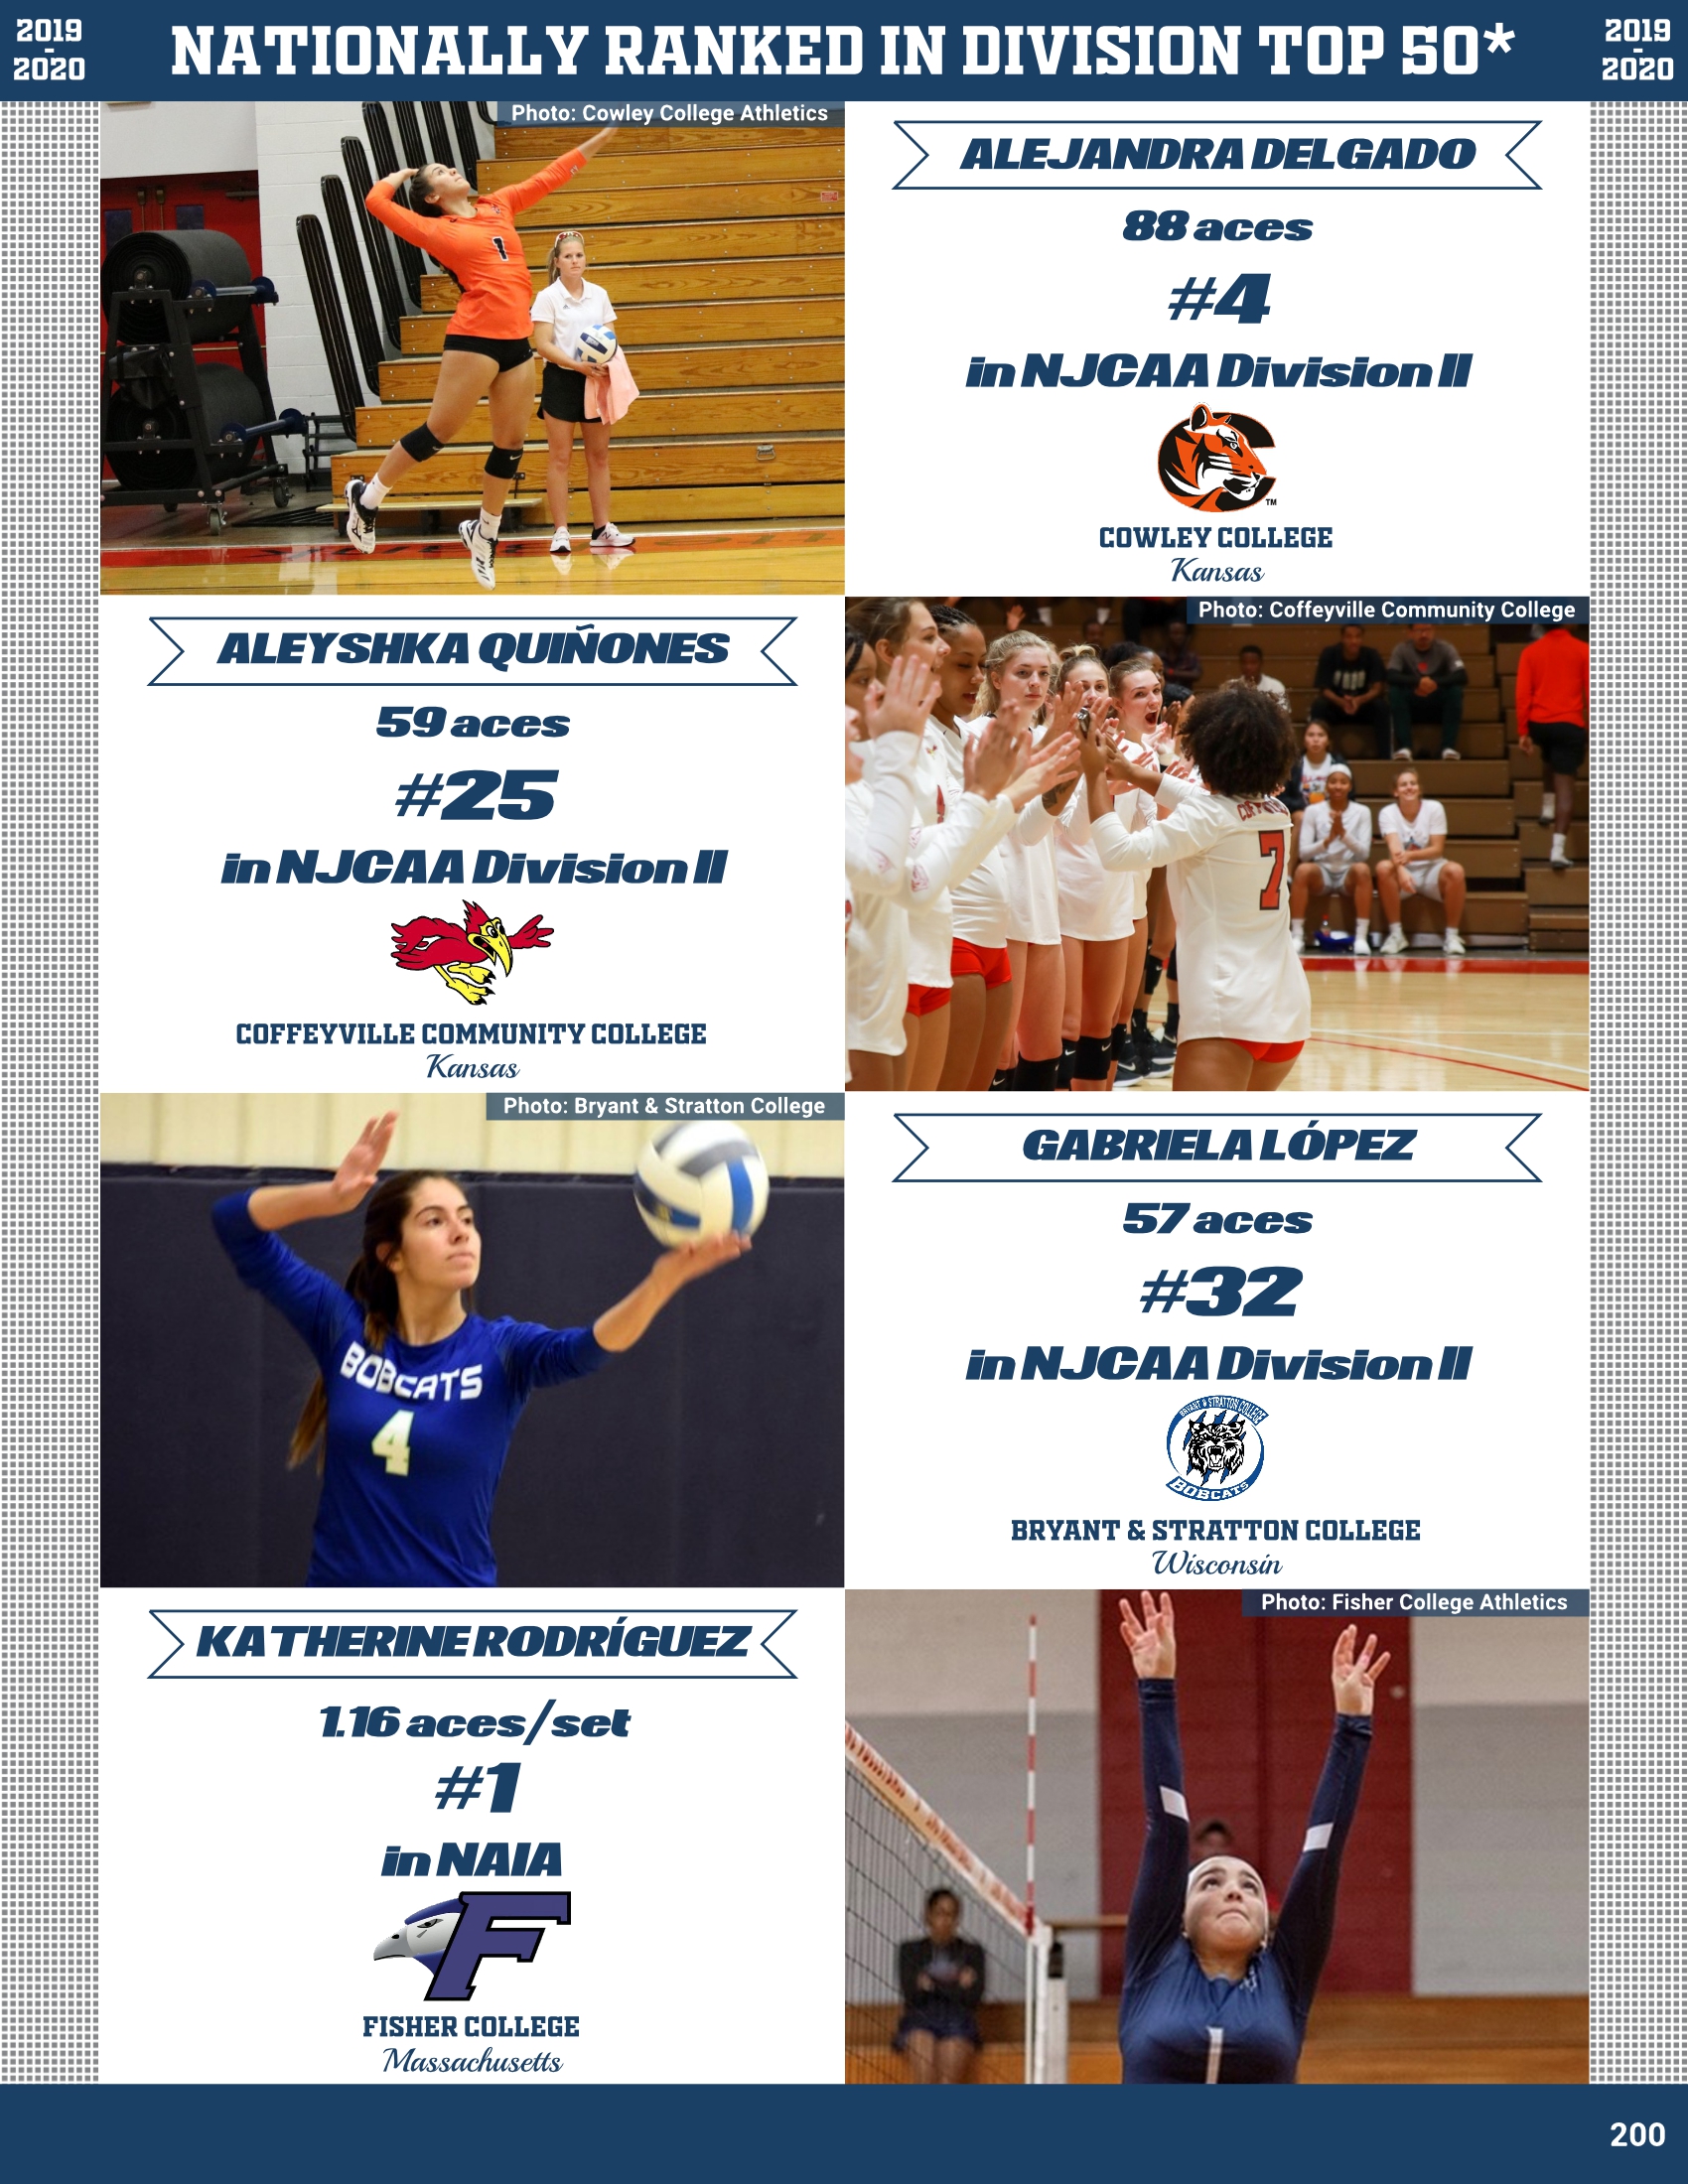 2019
-
2020
NATIONALLY RANKED IN DIVISION TOP 50*
2019
-
2020
Photo: Cowley College Athletics
1
ALEJANDRA DELGADO
88 aces
#4
in NJCAA Division II
TM
COWLEY COLLEGE
Kansas
ALEYSHKA QUIÑONES
59 aces
#25
in NJCAA Division II
COFFEYVILLE COMMUNITY COLLEGE
Kansas
Photo: Coffeyville Community College
7
Photo: Bryant & Stratton College
BOBCATS
4
GABRIELA LÓPEZ
57 aces
#32
in NJCAA Division II
BRYANT & STRATTON COLLEGE
BOBCATS
BRYANT & STRATTON COLLEGE
Wisconsin
KATHERINE RODRÍGUEZ
1.16 aces/set
#1
in NAIA
F
FISHER COLLEGE
Massachusetts
Photo: Fisher College Athletics
1
200